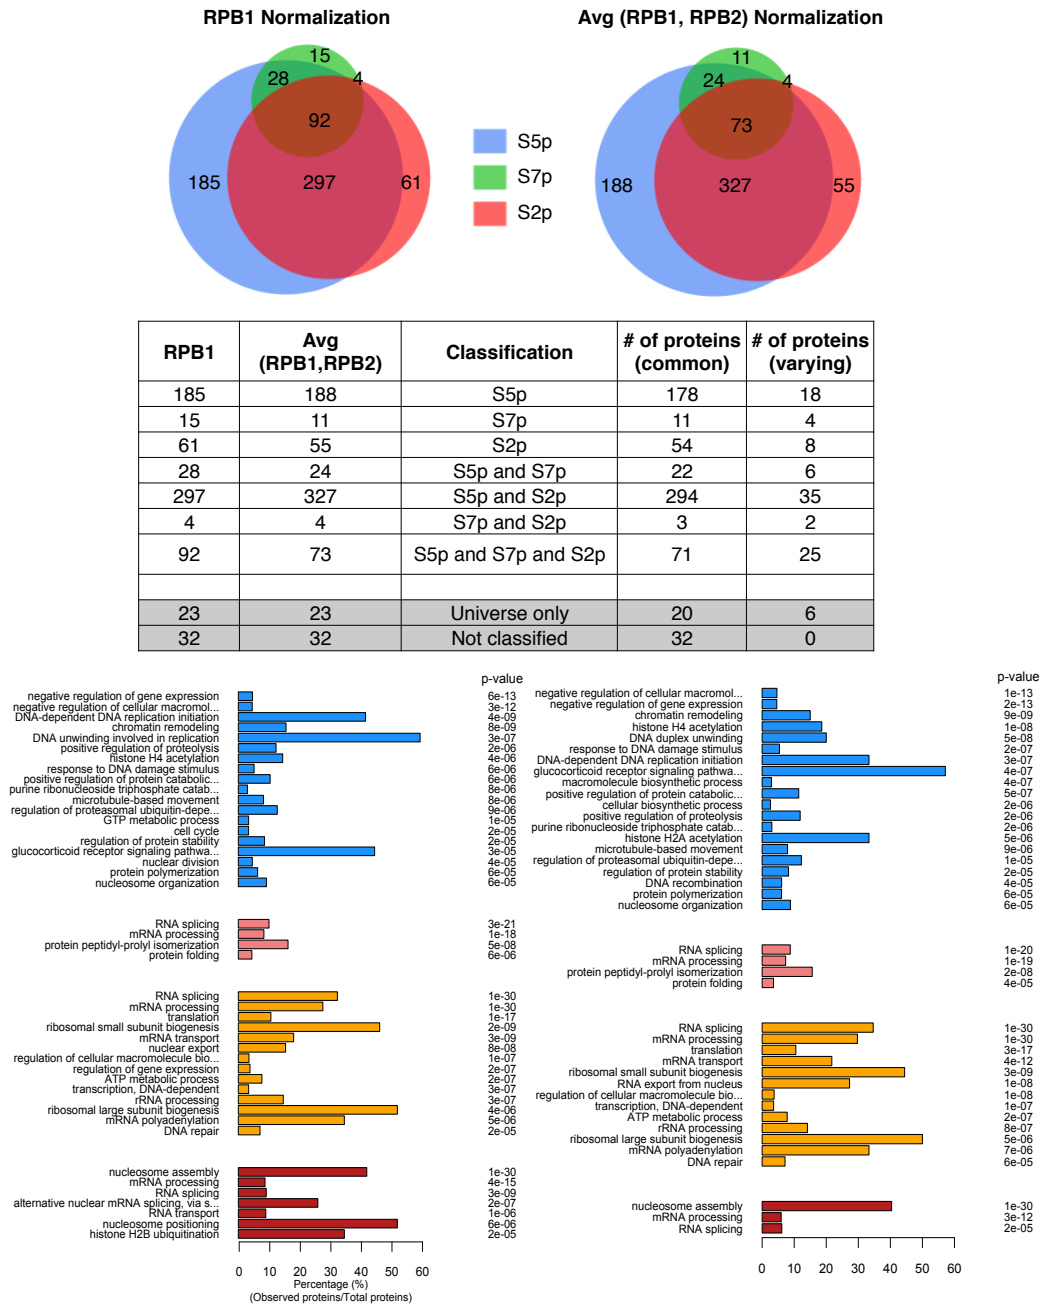 RPB1 Normalization
Avg (RPB1, RPB2) Normalization
15
28
4
92
185
297
61
S5p
S7p
S2p
11
24
4
73
188
327
55
RPB1 Avg (RPB1,RPB2) Classification # of proteins (common) # of proteins (varying)
185 188 S5p 178 18
15 11 S7p 11 4
61 55 S2p 54 8
28 24 S5p and S7p 22 6
297 327 S5p and S2p 294 35
4 4 S7p and S2p 3 2
92 73 S5p and S7p and S2p 71 25
23 23 Universe only 20 6
32 32 Not classified 32 0
p-value
negative regulation of gene expression 6e-13
negative regulation of cellular macromol... 3e-12
DNA-dependent DNA replication initiation 4e-09
chromatin remodeling 8e-09
DNA unwinding involved in replication 3e-07
positive regulation of proteolysis 2e-06
histone H4 acetylation 4e-06
response to DNA damage stimulus 6e-06
positive regulation of protein catabolic... 6e-06
purine ribonucleoside triphosphate catab... 8e-06
microtubule-based movement 8e-06
regulation of proteasomal ubiquitin-depe... 9e-06
GTP metabolic process 1e-05
cell cycle 2e-05
regulation of protein stability 2e-05
glucocorticoid receptor signaling pathwa... 3e-05
nuclear division 4e-05
protein polymerization 6e-05
nucleosome organization 6e-05
RNA splicing 3e-21
mRNA processing 1e-18
protein peptidyl-prolyl isomerization 5e-08
protein folding 6e-06
RNA splicing 1e-30
mRNA processing 1e-30
translation 1e-17
ribosomal small subunit biogenesis 2e-09
mRNA transport 3e-09
nuclear export 8e-08
regulation of cellular macromolecule bio... 1e-07
regulation of gene expression 2e-07
ATP metabolic process 2e-07
transcription, DNA-dependent 3e-07
rRNA processing 3e-07
ribosomal large subunit biogenesis 4e-06
mRNA polyadenylation 5e-06
DNA repair 2e-05
nucleosome assembly 1e-30
mRNA processing 4e-15
RNA splicing 3e-09
alternative nuclear mRNA splicing, via s... 2e-07
RNA transport 1e-06
nucleosome positioning 6e-06
histone H2B ubiquitination 2e-05
0 10 20 30 40 50 60
Percentage (%)
(Observed proteins/Total proteins)
p-value
negative regulation of cellular macromol... 1e-13
negative regulation of gene expression 2e-13
chromatin remodeling 9e-09
histone H4 acetylation 1e-08
DNA duplex unwinding 5e-08
response to DNA damage stimulus 2e-07
DNA-dependent DNA replication initiation 3e-07
glucocorticoid receptor signaling pathwa... 4e-07
macromolecule biosynthetic process 4e-07
positive regulation of protein catabolic... 5e-07
cellular biosynthetic process 2e-06
positive regulation of proteolysis 2e-06
purine ribonucleoside triphosphate catab... 2e-06
histone H2A acetylation 5e-06
microtubule-based movement 9e-06
regulation of proteasomal ubiquitin-depe... 1e-05
regulation of protein stability 2e-05
DNA recombination 4e-05
protein polymerization 6e-05
nucleosome organization 6e-05
RNA splicing 1e-20
mRNA processing 1e-19
protein peptidyl-prolyl isomerization 2e-08
protein folding 4e-05
RNA splicing 1e-30
mRNA processing 1e-30
translation 3e-17
mRNA transport 4e-12
ribosomal small subunit biogenesis 3e-09
RNA export from nucleus 1e-08
regulation of cellular macromolecule bio... 1e-08
transcription, DNA-dependent 1e-07
ATP metabolic process 2e-07
rRNA processing 8e-07
ribosomal large subunit biogenesis 5e-06
mRNA polyadenylation 7e-06
DNA repair 6e-05
nucleosome assembly 1e-30
mRNA processing 3e-12
RNA splicing 2e-05
0 10 20 30 40 50 60